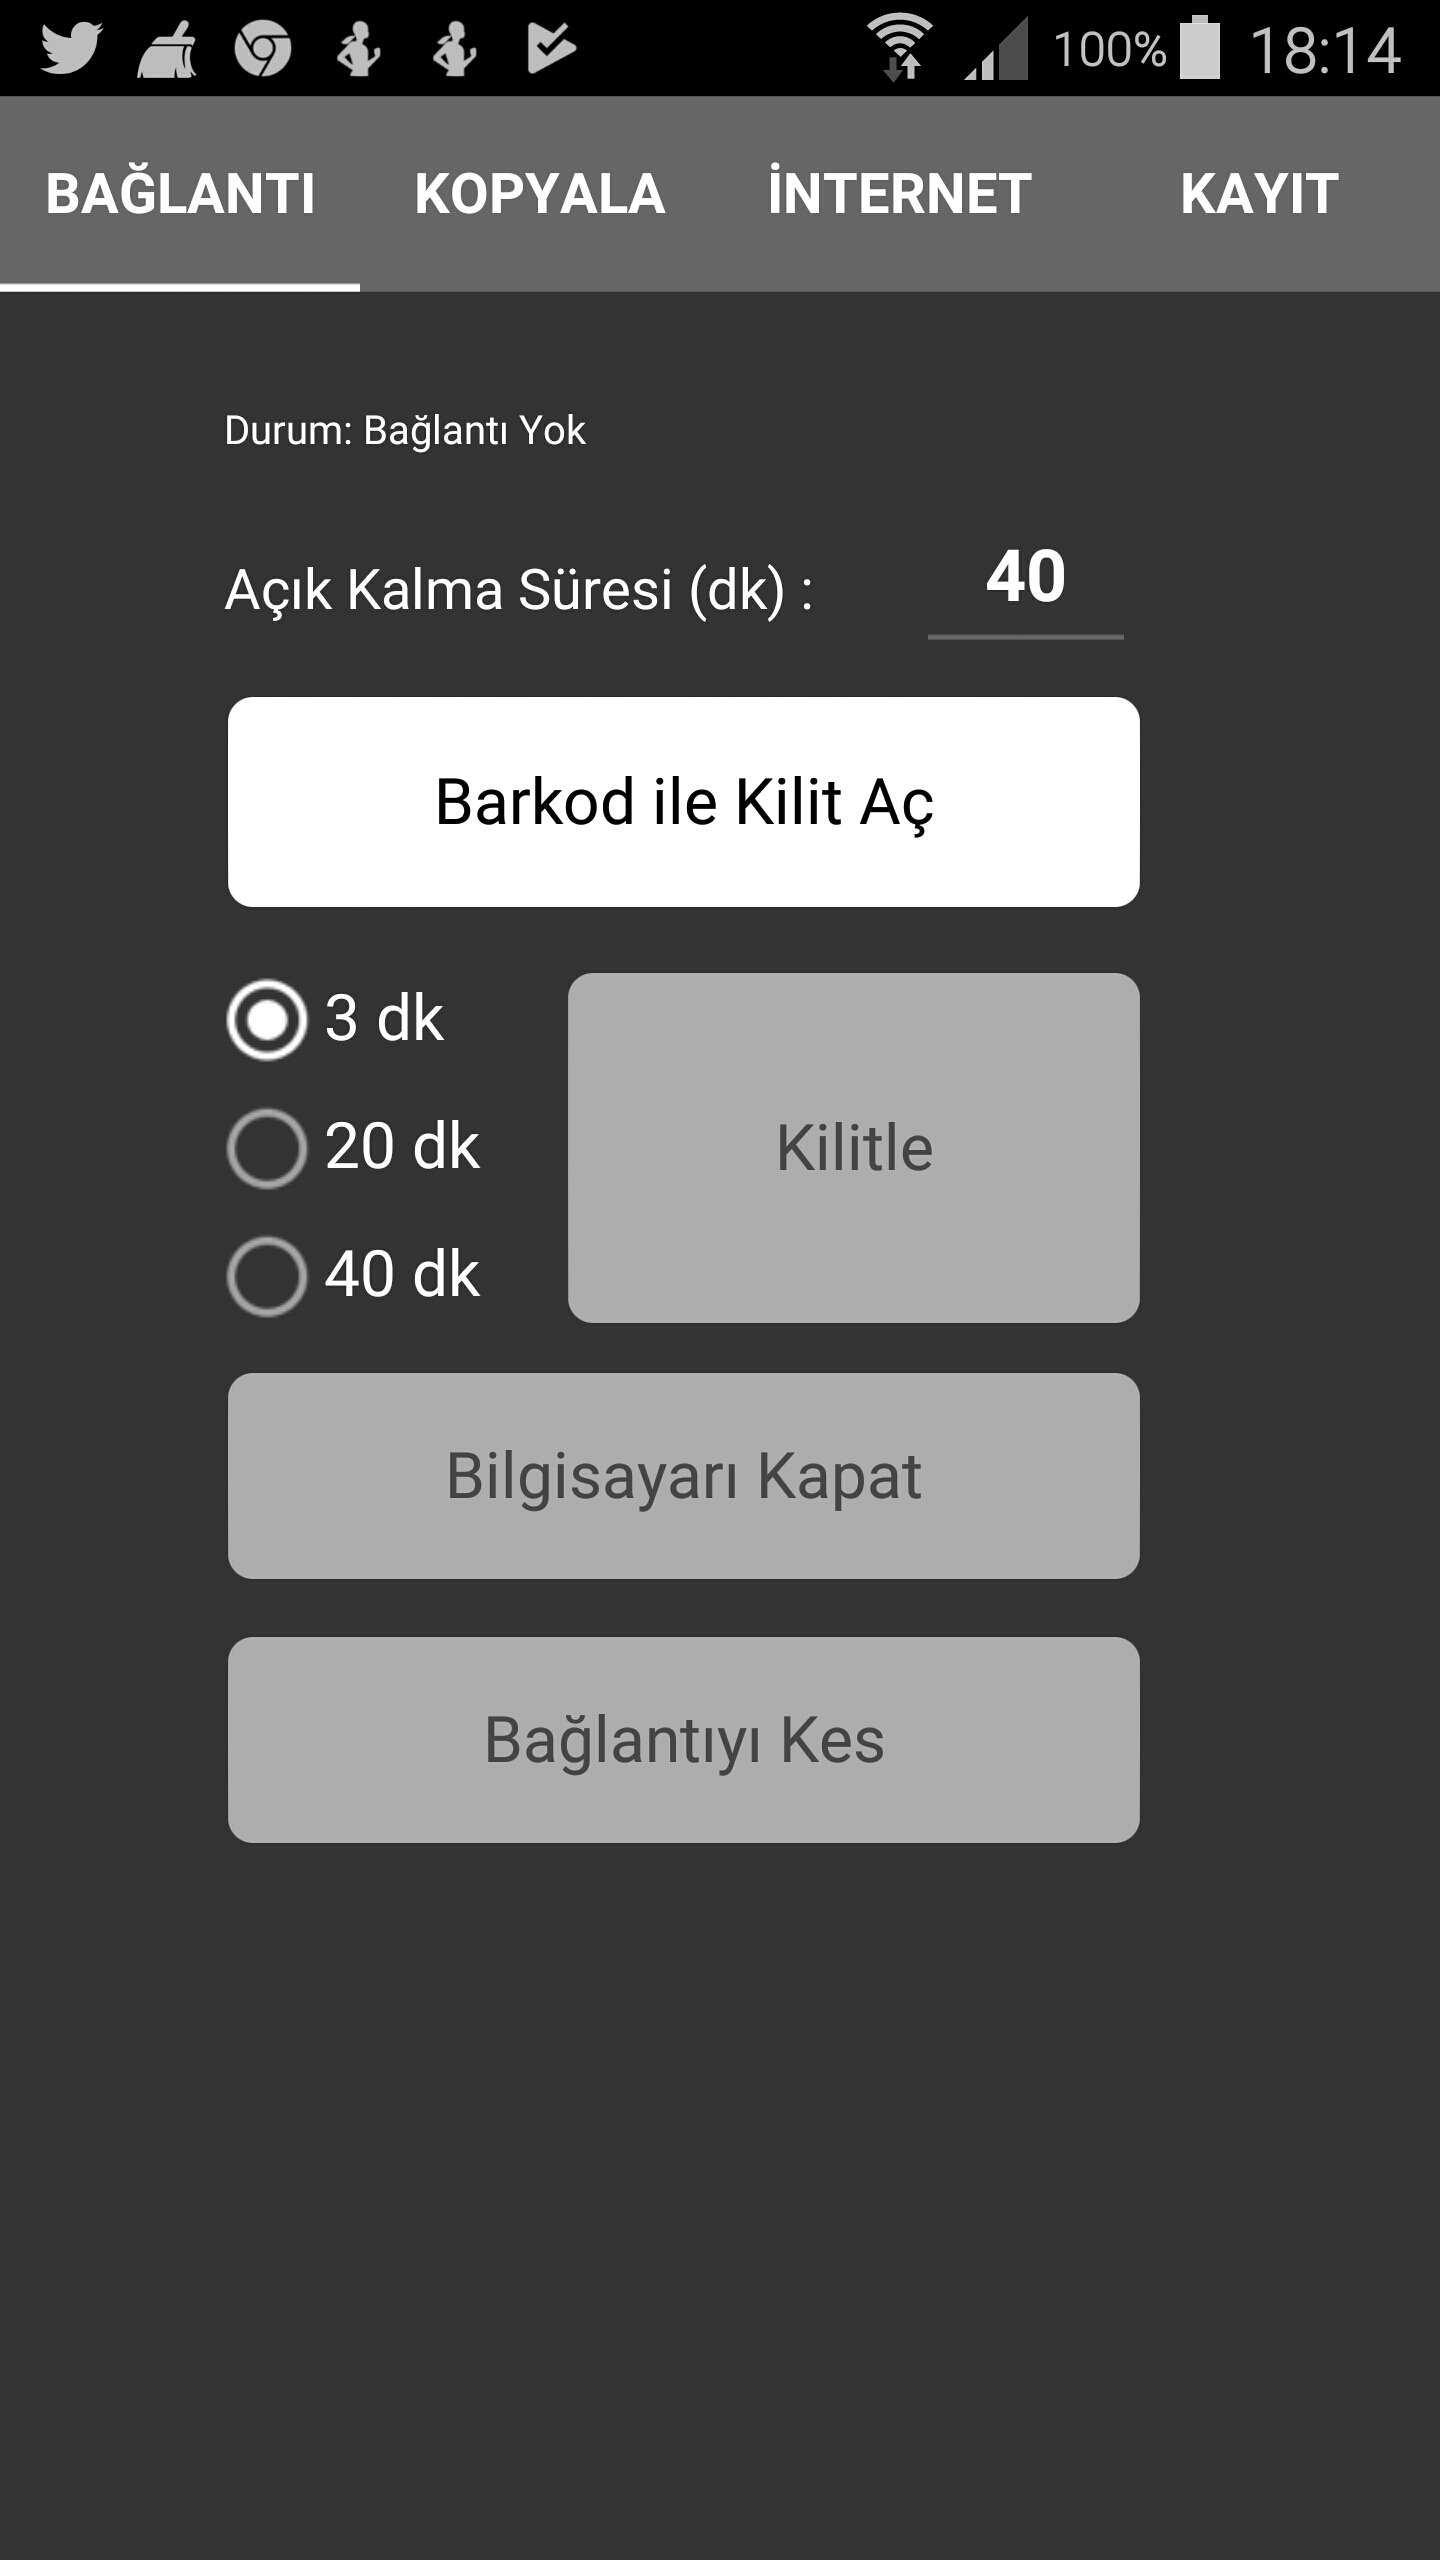 100% 18:14
BAĞLANTI KOPYALA İNTERNET KAYIT
Durum: Bağlantı Yok
Açık Kalma Süresi (dk) : 40
Barkod ile Kilit Aç
3 dk
20 dk
Kilitle
40 dk
Bilgisayarı Kapat
Bağlantıyı Kes